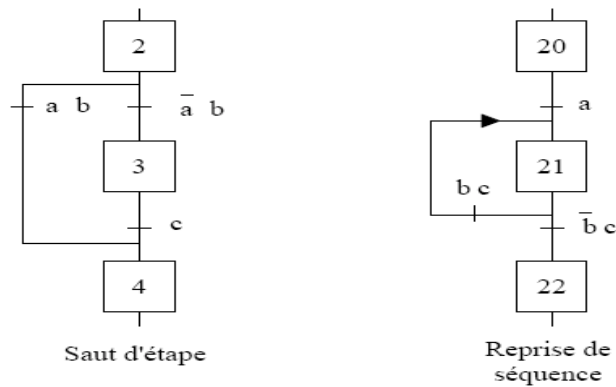 2
a b
a̅ b
3
c
4
Saut d'étape
20
a
21
b c
b̅ c
22
Reprise de
séquence